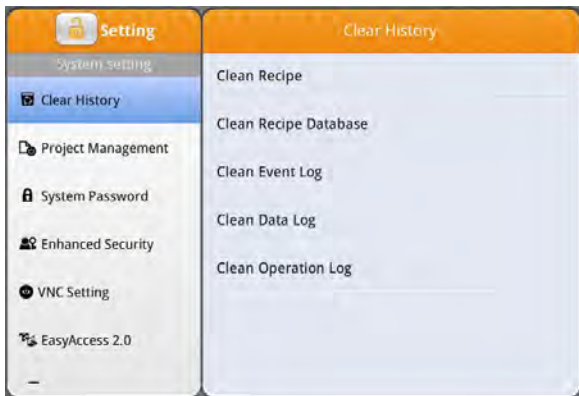 Setting
System setting
Clear History
Project Management
System Password
Enhanced Security
VNC Setting
EasyAccess 2.0
Clear History
Clean Recipe
Clean Recipe Database
Clean Event Log
Clean Data Log
Clean Operation Log